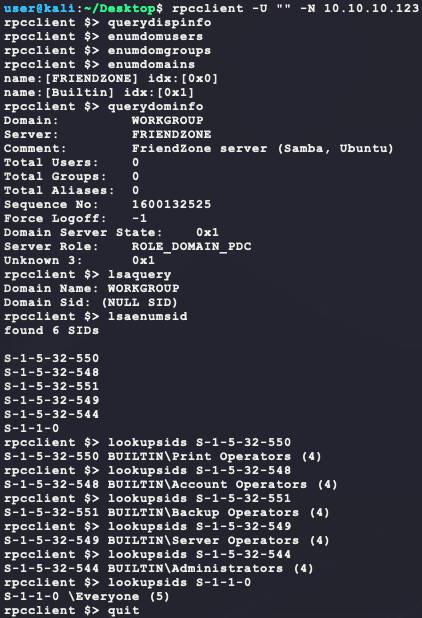 user@kali:~/Desktop$ rpcclient -U "" -N 10.10.10.123
rpcclient $> querydispinfo
rpcclient $> enumdomusers
rpcclient $> enumdomgroups
rpcclient $> enumdomains
name:[FRIENDZONE] idx:[0x0]
name:[Builtin] idx:[0x1]
rpcclient $> querydominfo
Domain: WORKGROUP
Server: FRIENDZONE
Comment: FriendZone server (Samba, Ubuntu)
Total Users: 0
Total Groups: 0
Total Aliases: 0
Sequence No: 1600132525
Force Logoff: -1
Domain Server State: 0x1
Server Role: ROLE_DOMAIN_PDC
Unknown 3: 0x1
rpcclient $> lsaquery
Domain Name: WORKGROUP
Domain Sid: (NULL SID)
rpcclient $> lsaenumsid
found 6 SIDs
S-1-5-32-550
S-1-5-32-548
S-1-5-32-551
S-1-5-32-549
S-1-5-32-544
S-1-1-0
rpcclient $> lookupsids S-1-5-32-550
S-1-5-32-550 BUILTIN\Print Operators (4)
rpcclient $> lookupsids S-1-5-32-548
S-1-5-32-548 BUILTIN\Account Operators (4)
rpcclient $> lookupsids S-1-5-32-551
S-1-5-32-551 BUILTIN\Backup Operators (4)
rpcclient $> lookupsids S-1-5-32-549
S-1-5-32-549 BUILTIN\Server Operators (4)
rpcclient $> lookupsids S-1-5-32-544
S-1-5-32-544 BUILTIN\Administrators (4)
rpcclient $> lookupsids S-1-1-0
S-1-1-0 \Everyone (5)
rpcclient $> quit